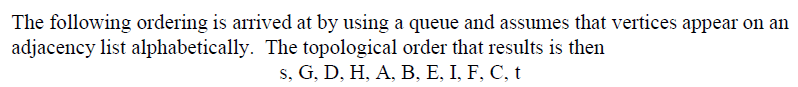 The following ordering is arrived at by using a queue and assumes that vertices appear on an
adjacency list alphabetically.  The topological order that results is then
s, G, D, H, A, B, E, I, F, C, t